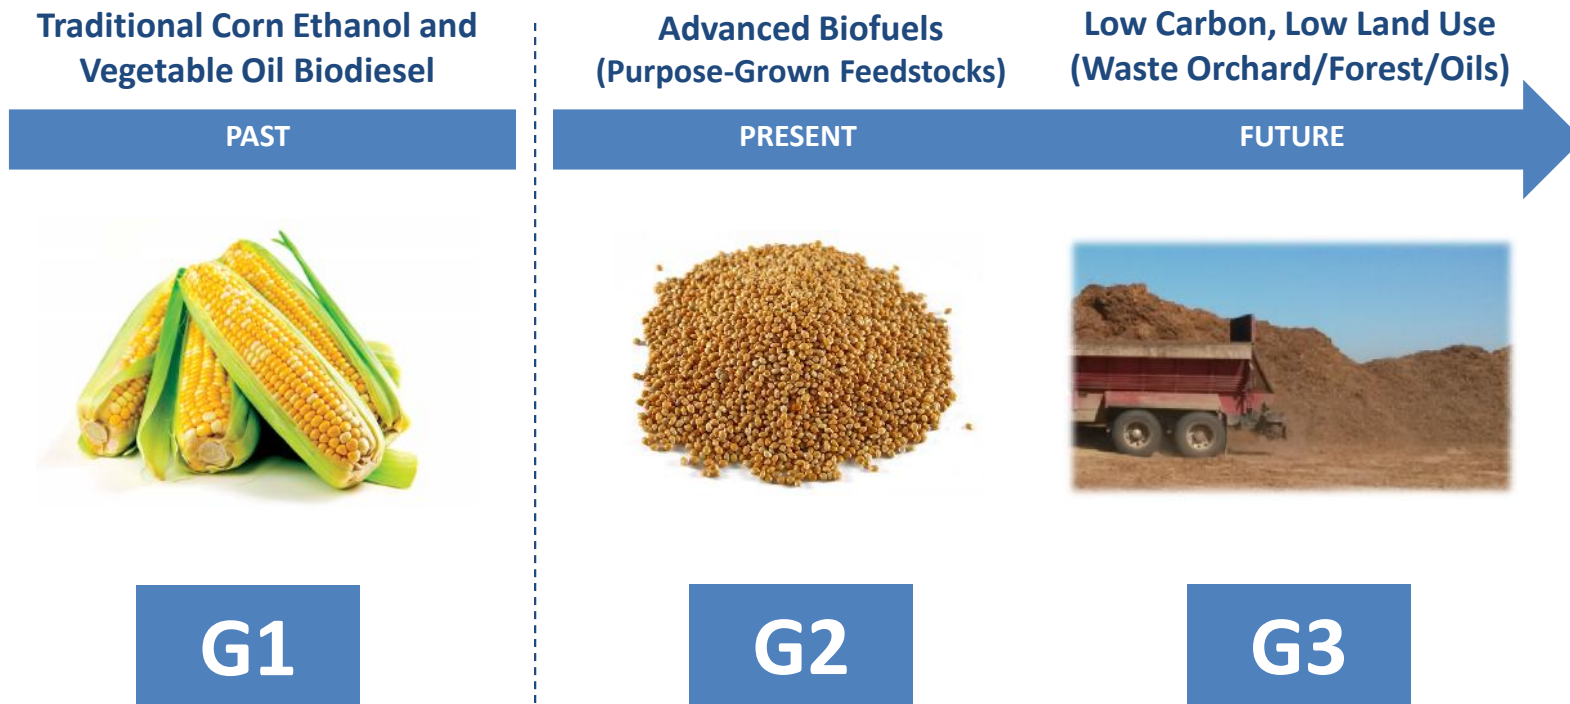 Traditional Corn Ethanol and
Vegetable Oil Biodiesel
Advanced Biofuels
(Purpose-Grown Feedstocks)
Low Carbon, Low Land Use
(Waste Orchard/Forest/Oils)
PAST
PRESENT
FUTURE
G1
G2
G3